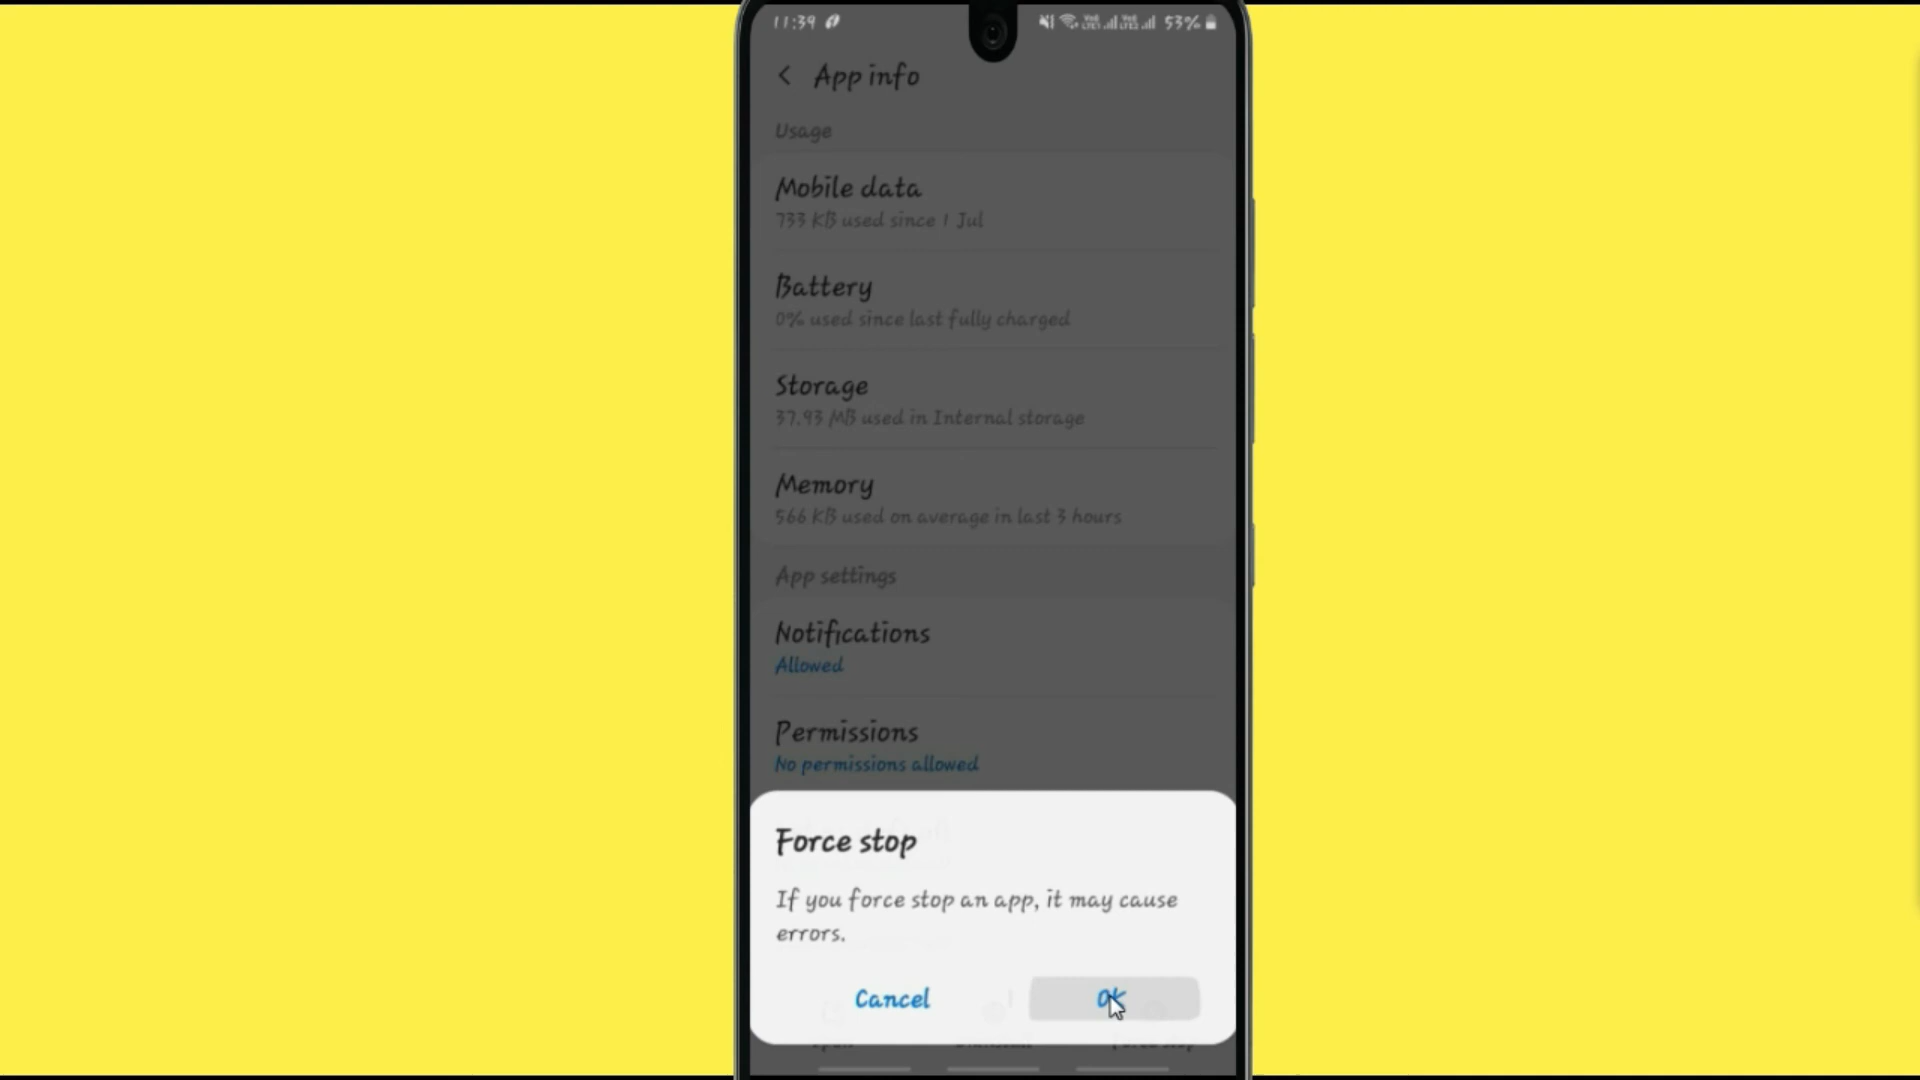 11:39
53%
App info
Usage
Mobile data
733 KB used since 1 Jul
Battery
0% used since last fully charged
Storage
37.93 MB used in Internal storage
Memory
566 KB used on average in last 3 hours
App settings
Notifications
Allowed
Permissions
No permissions allowed
Force stop
If you force stop an app, it may cause
errors.
Cancel OK